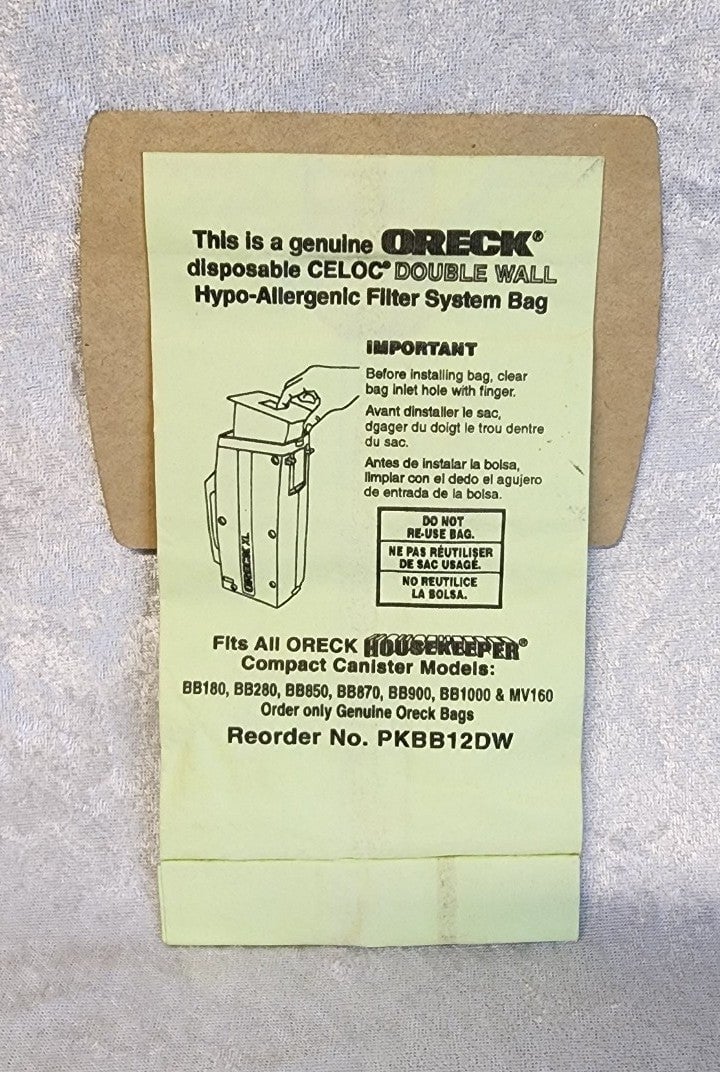 This is a genuine ORECK®
disposable CELOC® DOUBLE WALL
Hypo-Allergenic Filter System Bag
IMPORTANT
Before installing bag, clear
bag inlet hole with finger.
Avant dinstaller le sac,
dgager du doigt le trou dentre
du sac.
Antes de instalar la bolsa,
limpiar con el dedo el agujero
de entrada de la bolsa.
DO NOT
RE-USE BAG.
NE PAS RÉUTILISER
DE SAC USAGÉ.
NO REUTILICE
LA BOLSA.
ORECK XL
Fits All ORECK HOUSEKEEPER®
Compact Canister Models:
BB180, BB280, BB850, BB870, BB900, BB1000 & MV160
Order only Genuine Oreck Bags
Reorder No. PKBB12DW